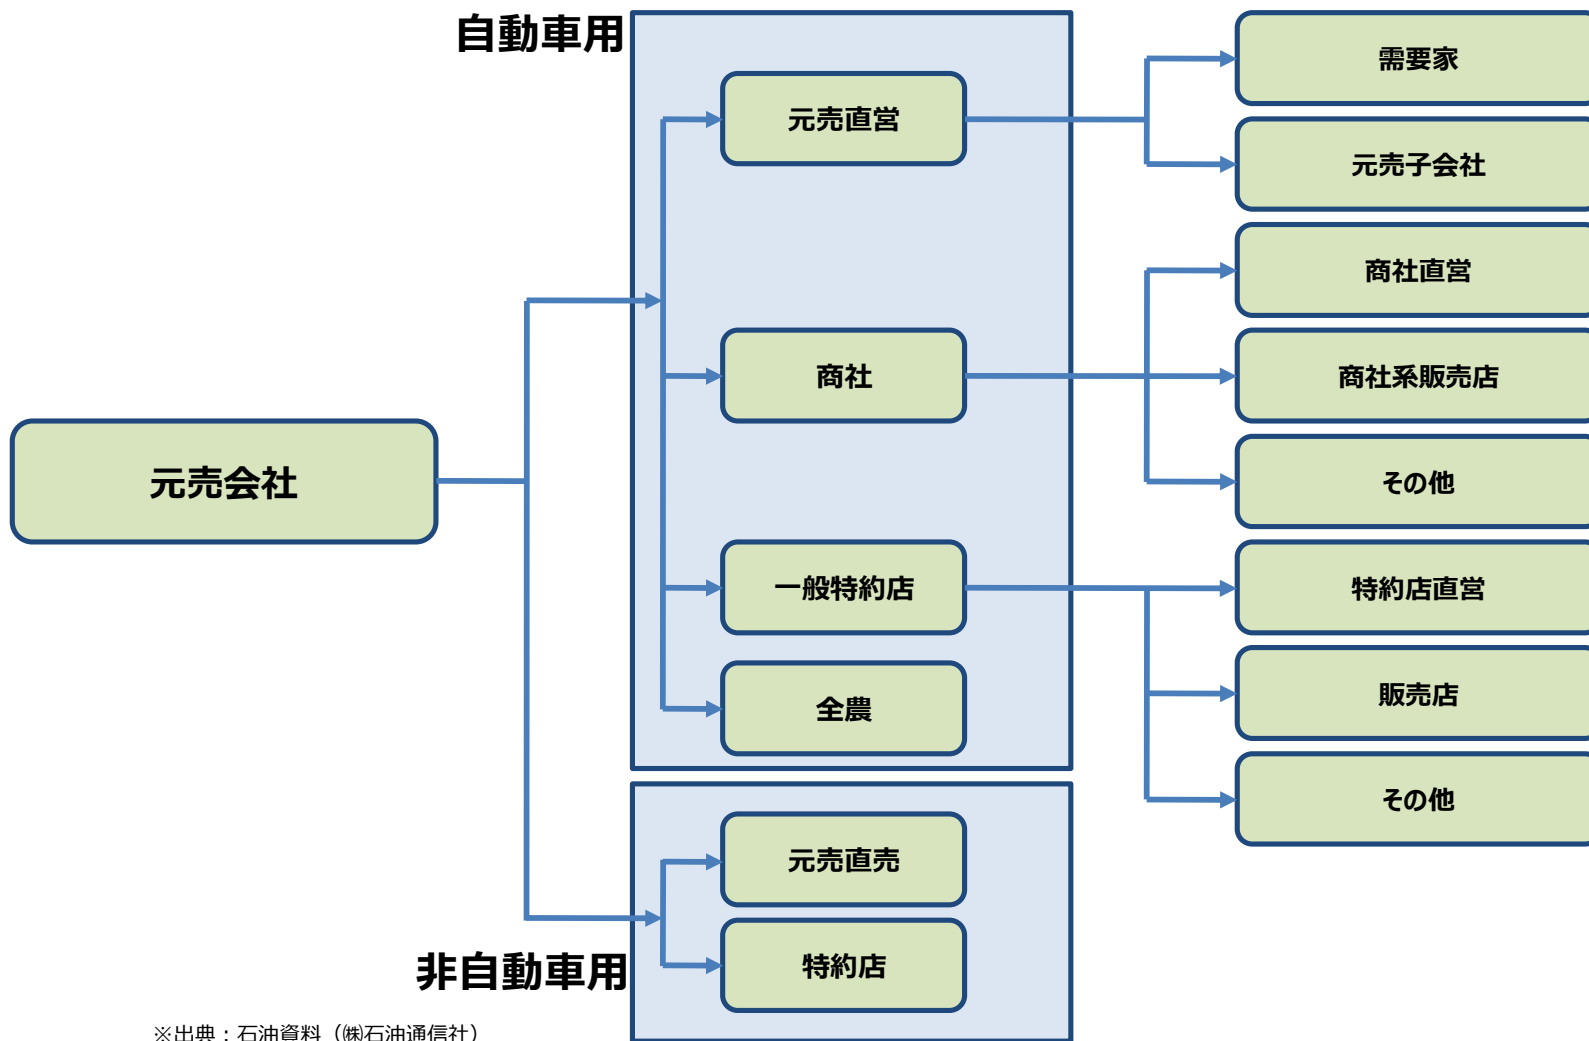 自動車用
元売会社
元売直営
商社
一般特約店
全農
需要家
元売子会社
商社直営
商社系販売店
その他
特約店直営
販売店
その他
非自動車用
元売直売
特約店
※出典：石油資料（㈱石油通信社）